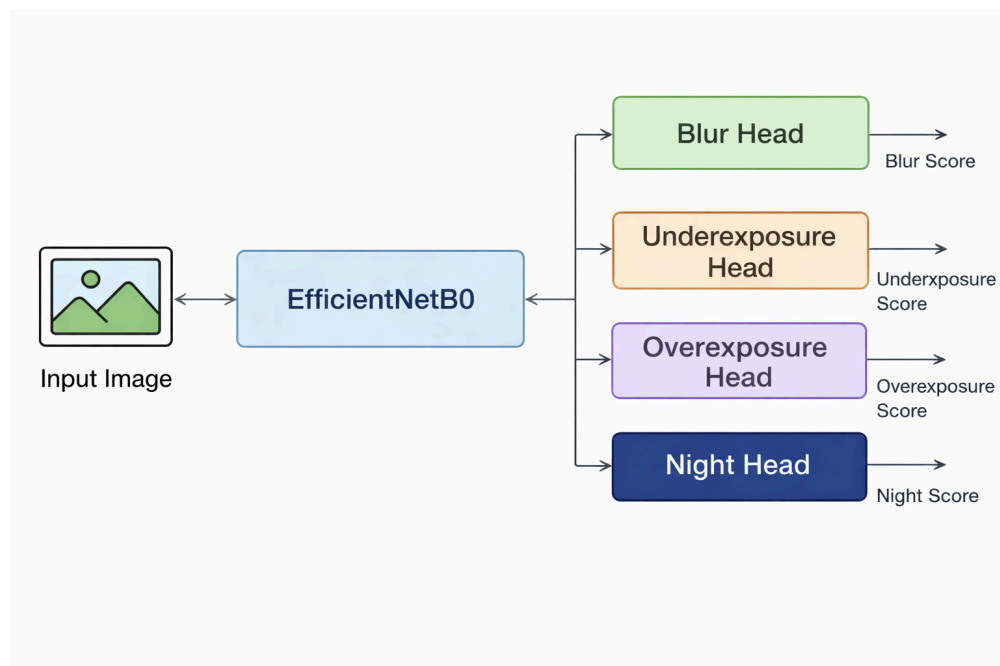 Blur Head
Blur Score
Underexposure
Head
Underxposure
Score
Input Image
EfficientNetB0
Overexposure
Head
Overexposure
Score
Night Head
Night Score